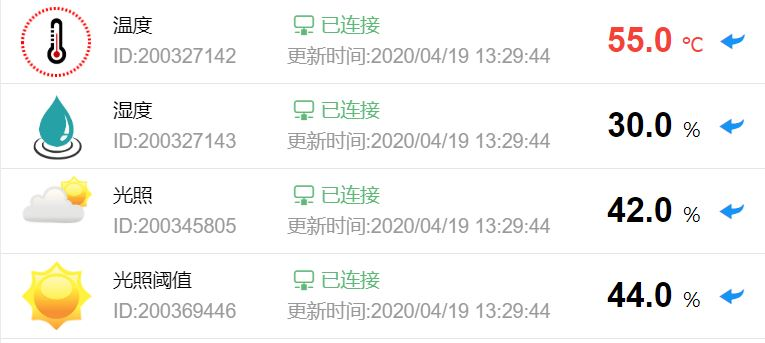 温度 已连接
ID:200327142 更新时间:2020/04/19 13:29:44 55.0 ℃
湿度 已连接
ID:200327143 更新时间:2020/04/19 13:29:44 30.0 %
光照 已连接
ID:200345805 更新时间:2020/04/19 13:29:44 42.0 %
光照阈值 已连接
ID:200369446 更新时间:2020/04/19 13:29:44 44.0 %